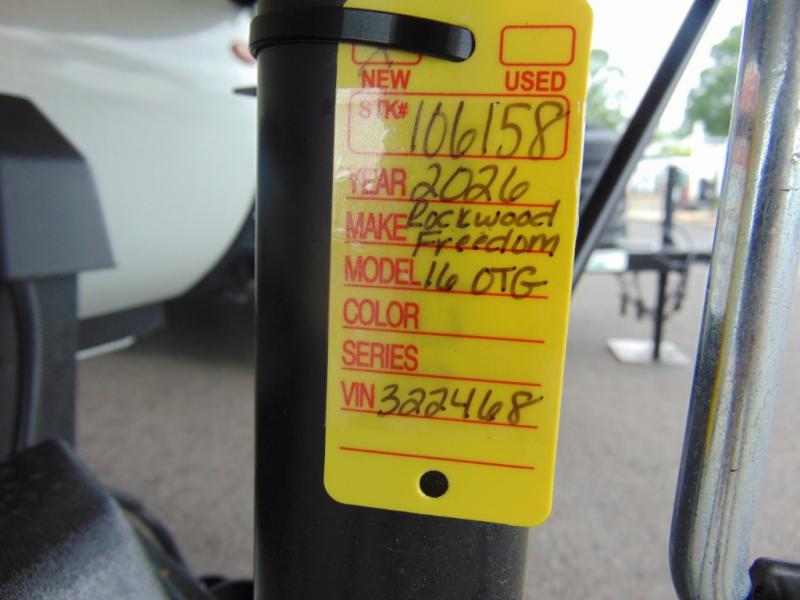 X
NEW USED
STK# 106158
YEAR 2026
MAKE Rockwood
Freedom
MODEL 16 OTG
COLOR
SERIES
VIN 322468